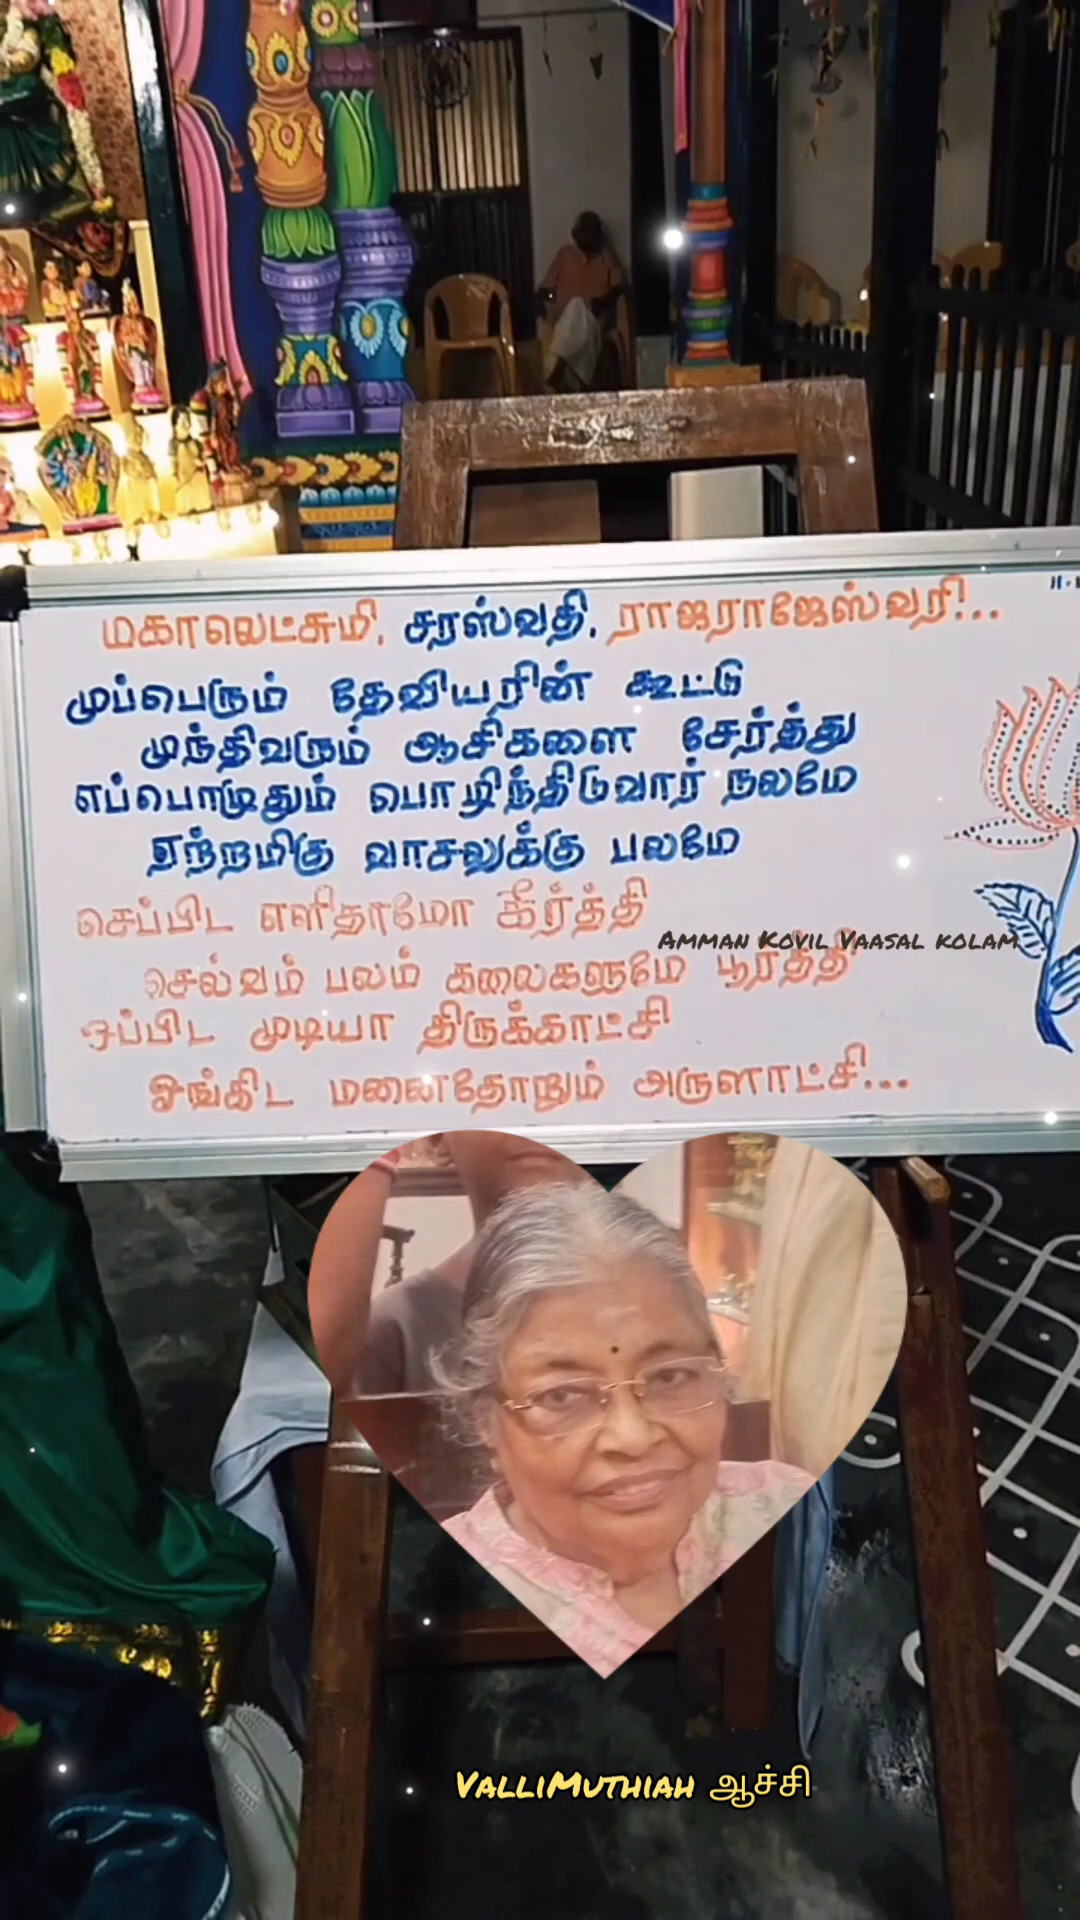 மகாலெட்சுமி, சரஸ்வதி, ராஜராஜேஸ்வரி!...
முப்பெரும் தேவியரின் கூட்டு
முந்திவரும் ஆசிகளை சேர்த்து
எப்பொழுதும் பொழிந்திடுவார் நலமே
ஏற்றமிகு வாசலுக்கு பலமே
செப்பிட எளிதாமோ கீர்த்தி
AMMAN KOVIL VAASAL KOLAM
செல்வம் பலம் கலைகளுமே பூர்த்தி
ஒப்பிட முடியா திருக்காட்சி
ஓங்கிட மனைதோறும் அருளாட்சி...
VALLIMUTHIAH ஆச்சி